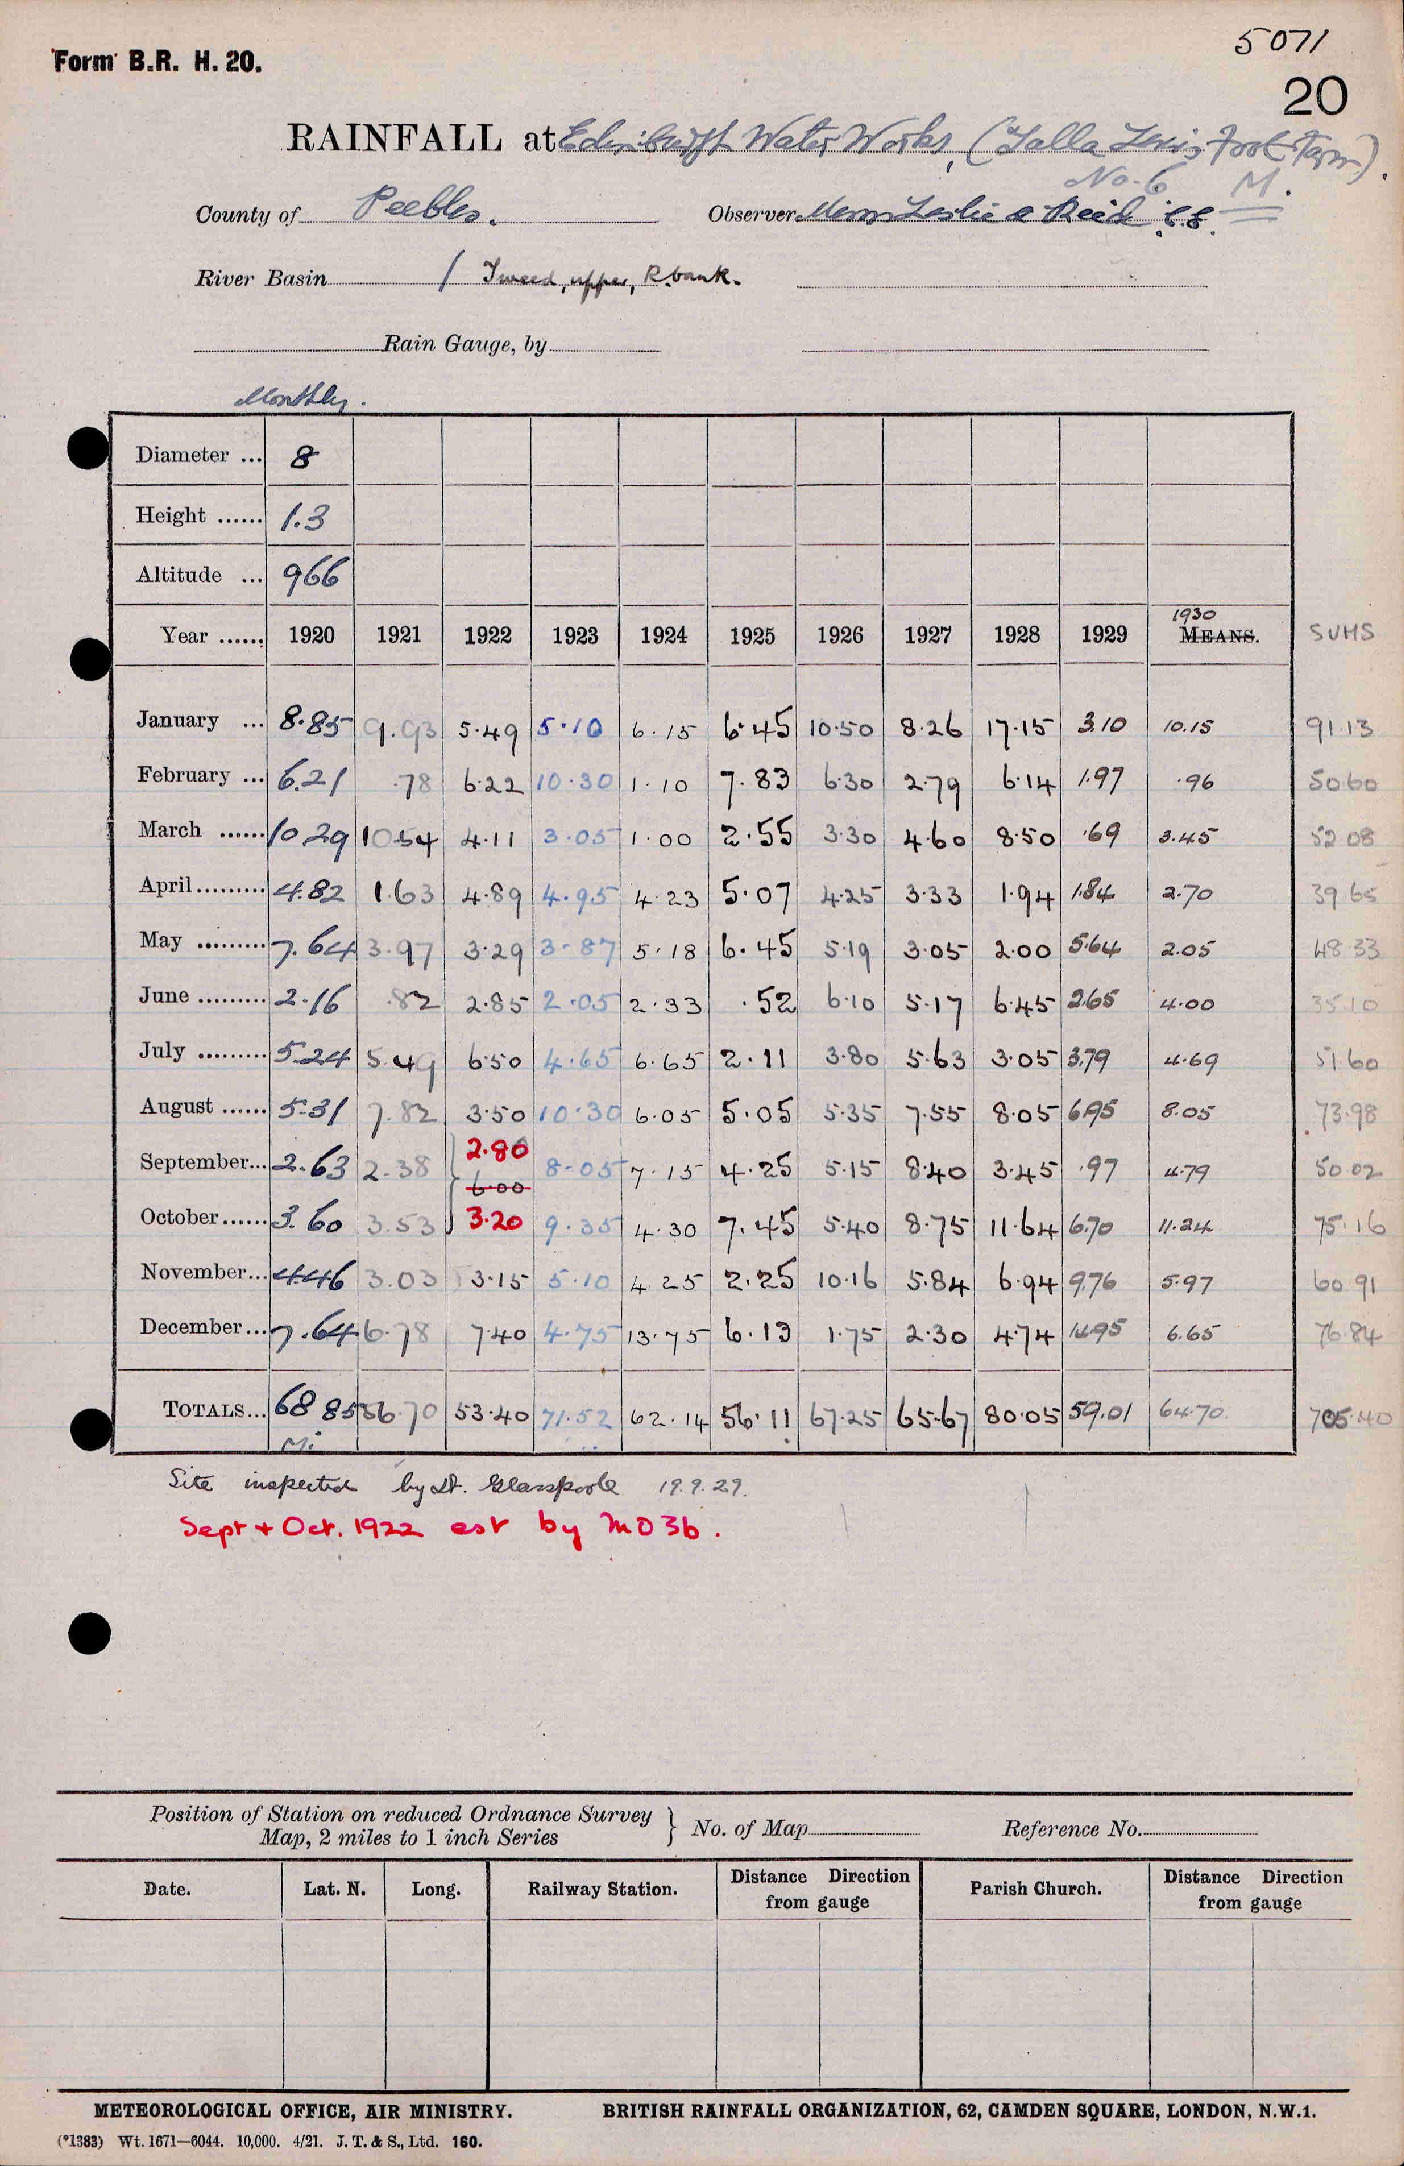 5071
Form B.R. H. 20.
20
RAINFALL at Edinburgh Water Works, (Talla Linns Foot Farm).
No. 6 M.
County of Peebles. Observer Messrs Leslie & Reid C.E.
River Basin / Tweed, upper, R. bank.
Rain Gauge, by
Monthly.
Diameter ... 8
Height ...... 1.3
Altitude ... 966
1930
Year ...... 1920 1921 1922 1923 1924 1925 1926 1927 1928 1929 MEANS. SUMS
January ... 8.85 9.93 5.49 5.10 6.15 6.45 10.50 8.26 17.15 3.10 10.15 91.13
February ... 6.21 .78 6.22 10.30 1.10 7.83 6.30 2.79 6.14 1.97 .96 50.60
March ...... 10.29 10.54 4.11 3.05 1.00 2.55 3.30 4.60 8.50 .69 3.45 52.08
April ......... 4.82 1.63 4.89 4.95 4.23 5.07 4.25 3.33 1.94 1.84 2.70 39.65
May ......... 7.64 3.97 3.29 3.87 5.18 6.45 5.19 3.05 2.00 5.64 2.05 48.33
June ......... 2.16 .82 2.85 2.05 2.33 .52 6.10 5.17 6.45 2.65 4.00 35.10
July ......... 5.24 5.49 6.50 4.65 6.65 2.11 3.80 5.63 3.05 3.79 4.69 51.60
August ...... 5.31 7.82 3.50 10.30 6.05 5.05 5.35 7.55 8.05 6.95 8.05 73.98
September... 2.63 2.38 2.80 8.05 7.15 4.25 5.15 8.40 3.45 .97 4.79 50.02
6.00
October ...... 3.60 3.53 3.20 9.35 4.30 7.45 5.40 8.75 11.64 6.70 11.24 75.16
November... 4.46 3.03 3.15 5.10 4.25 2.25 10.16 5.84 6.94 9.76 5.97 60.91
December... 7.64 6.78 7.40 4.75 13.75 6.13 1.75 2.30 4.74 14.95 6.65 76.84
TOTALS... 68.85 56.70 53.40 71.52 62.14 56.11 67.25 65.67 80.05 59.01 64.70 705.40
Mi
Site inspected by Dr. Glasspoole 19.9.29.
Sept + Oct. 1922 est by MO3b.
Position of Station on reduced Ordnance Survey
Map, 2 miles to 1 inch Series } No. of Map Reference No.
Date. Lat. N. Long. Railway Station. Distance Direction from gauge Parish Church. Distance Direction from gauge
METEOROLOGICAL OFFICE, AIR MINISTRY. BRITISH RAINFALL ORGANIZATION, 62, CAMDEN SQUARE, LONDON, N.W.1.
(*1383) Wt. 1671—6044. 10,000. 4/21. J. T. & S., Ltd. 160.